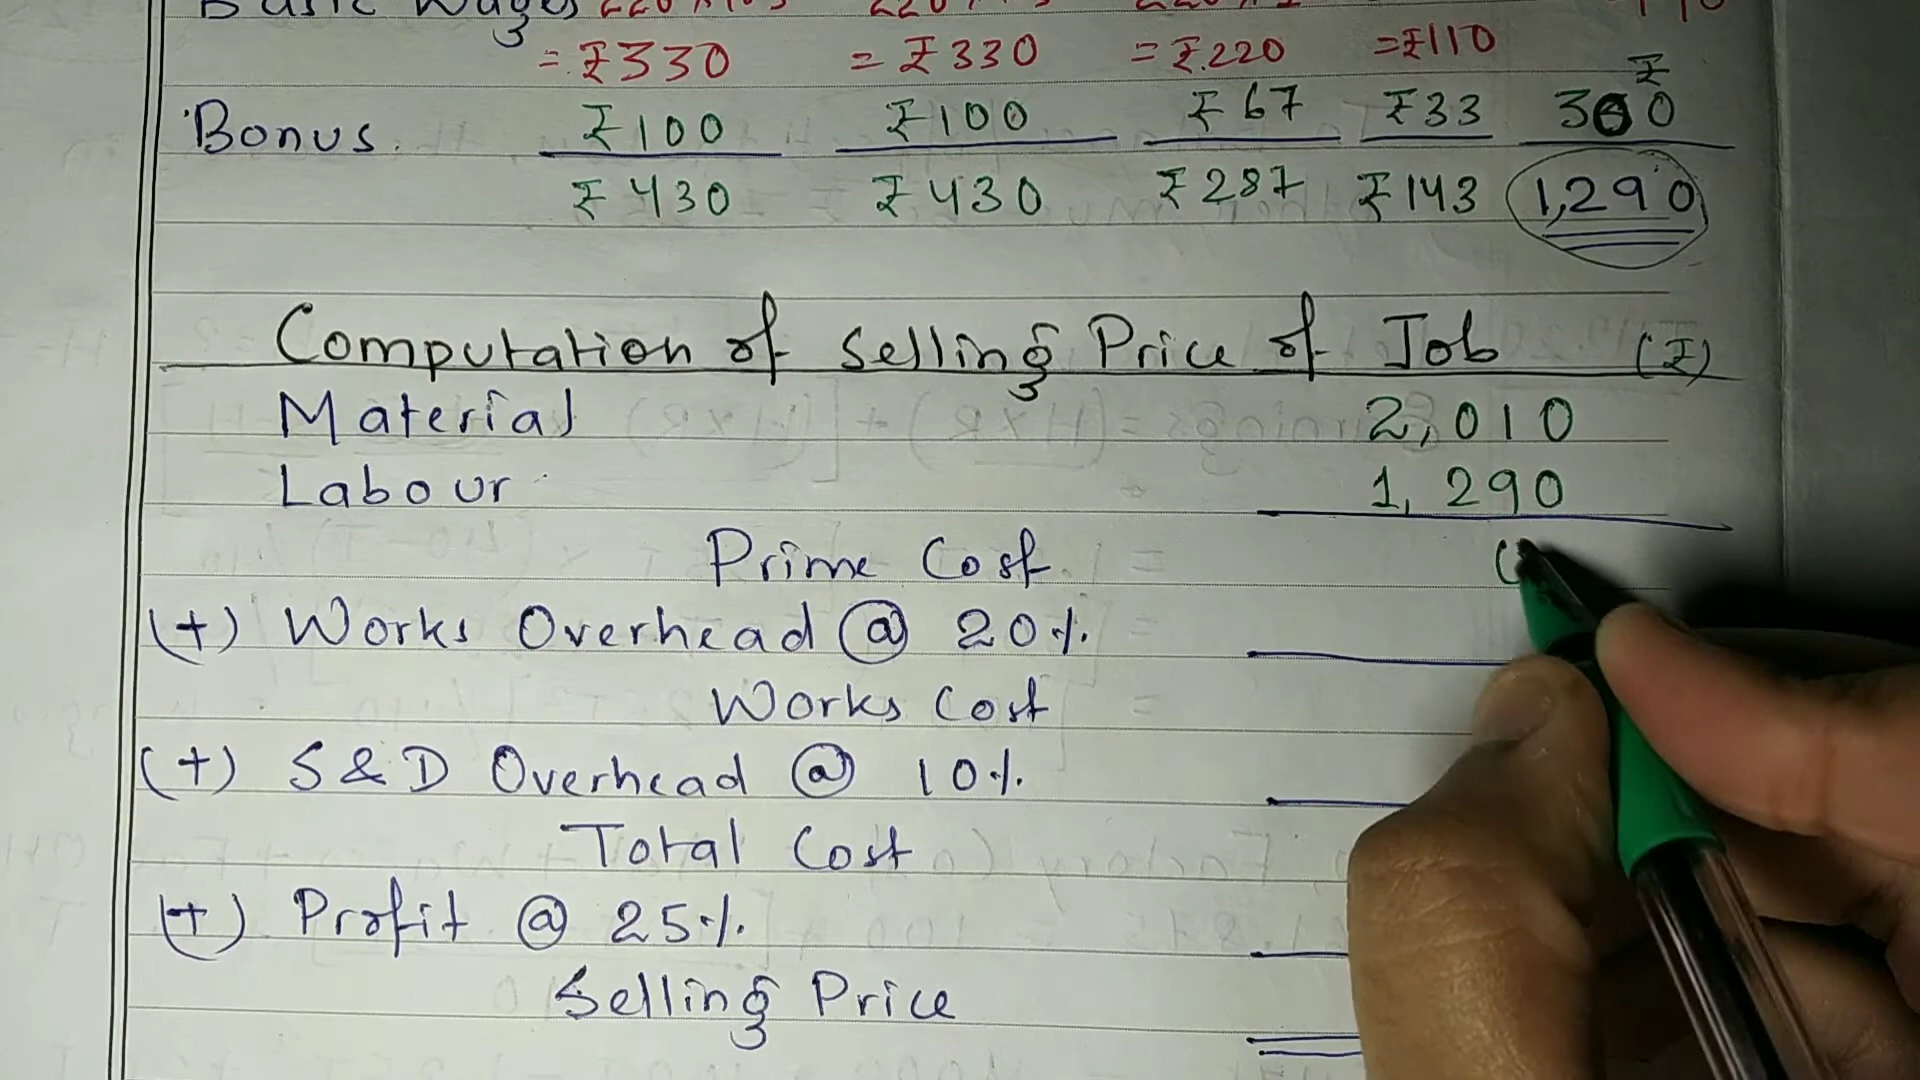 Basic Wages
= ₹330 = ₹330 = ₹.220 = ₹110
₹
Bonus. ₹100 ₹100 ₹67 ₹33 300
₹430 ₹430 ₹287 ₹143 1,290
Computation of Selling Price of Job (₹)
Material 2,010
Labour 1,290
Prime Cost
(+) Works Overhead @ 20%
Works Cost
(+) S&D Overhead @ 10%
Total Cost
(+) Profit @ 25%
Selling Price